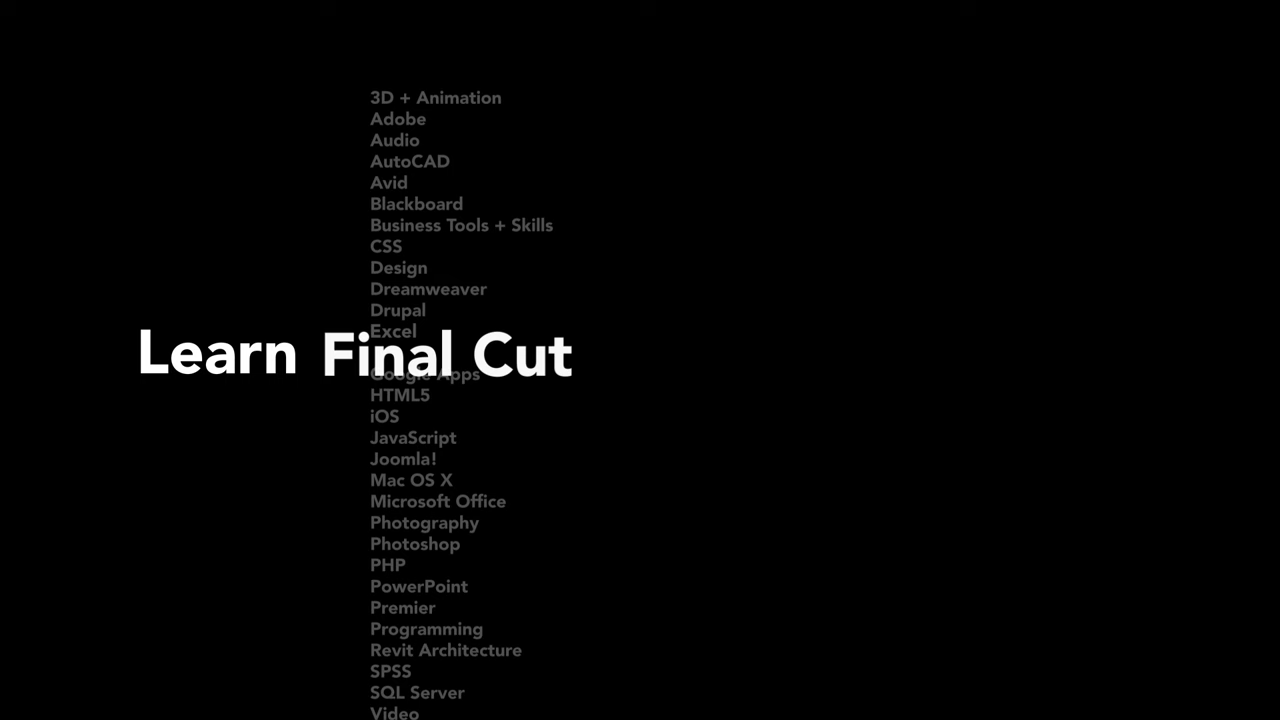 3D + Animation
Adobe
Audio
AutoCAD
Avid
Blackboard
Business Tools + Skills
CSS
Design
Dreamweaver
Drupal
Excel
Learn Final Cut
Google Apps
HTML5
iOS
JavaScript
Joomla!
Mac OS X
Microsoft Office
Photography
Photoshop
PHP
PowerPoint
Premier
Programming
Revit Architecture
SPSS
SQL Server
Video